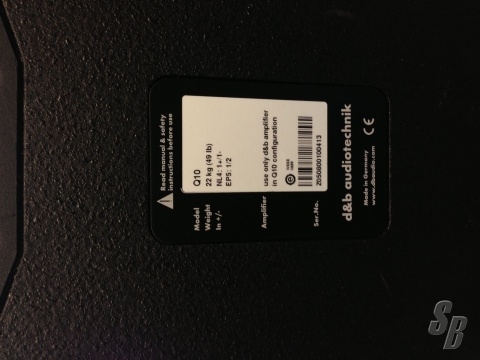 Read manual & safety
instructions before use
Model Q10
Weight 22 kg (49 lb)
In +/- NL4: 1+/1-
EP5: 1/2
Amplifier use only d&b amplifier
in Q10 configuration
Ser.No. Z050800100413
d&b audiotechnik
Made in Germany
www.dbaudio.com
CE
SB